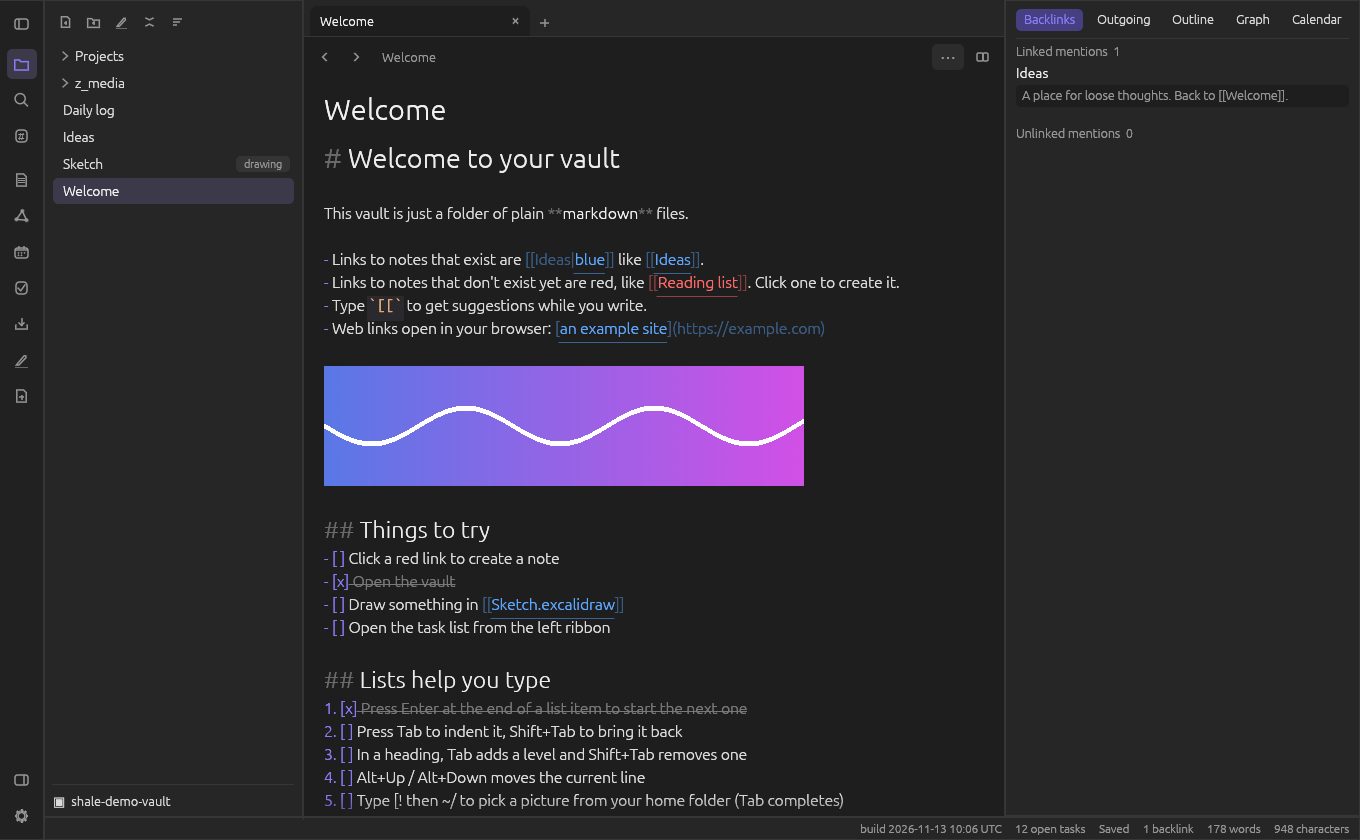 Welcome
Projects
z_media
Daily log
Ideas
Sketch drawing
Welcome
shale-demo-vault
Welcome
Welcome
# Welcome to your vault
This vault is just a folder of plain **markdown** files.
- Links to notes that exist are [[Ideas|blue]] like [[Ideas]].
- Links to notes that don't exist yet are red, like [[Reading list]]. Click one to create it.
- Type `[[` to get suggestions while you write.
- Web links open in your browser: [an example site](https://example.com)
## Things to try
- [ ] Click a red link to create a note
- [x] Open the vault
- [ ] Draw something in [[Sketch.excalidraw]]
- [ ] Open the task list from the left ribbon
## Lists help you type
1. [x] Press Enter at the end of a list item to start the next one
2. [ ] Press Tab to indent it, Shift+Tab to bring it back
3. [ ] In a heading, Tab adds a level and Shift+Tab removes one
4. [ ] Alt+Up / Alt+Down moves the current line
5. [ ] Type [! then ~/ to pick a picture from your home folder (Tab completes)
Backlinks Outgoing Outline Graph Calendar
Linked mentions 1
Ideas
A place for loose thoughts. Back to [[Welcome]].
Unlinked mentions 0
build 2026-11-13 10:06 UTC 12 open tasks Saved 1 backlink 178 words 948 characters